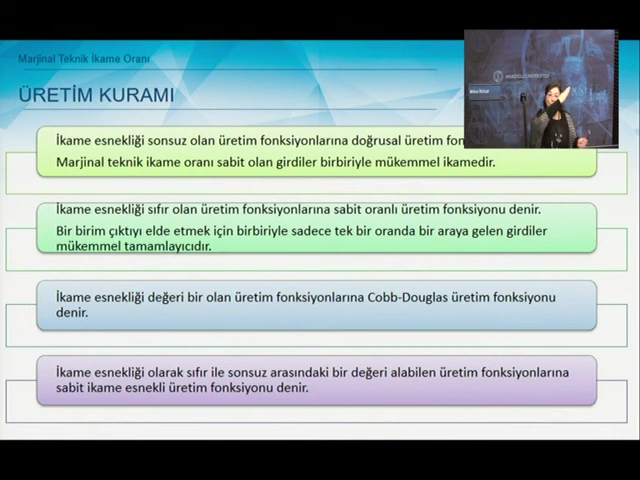 Marjinal Teknik İkame Oranı
ÜRETİM KURAMI
İkame esnekliği sonsuz olan üretim fonksiyonlarına doğrusal üretim
Marjinal teknik ikame oranı sabit olan girdiler birbiriyle mükemmel ikamedir.
İkame esnekliği sıfır olan üretim fonksiyonlarına sabit oranlı üretim fonksiyonu denir.
Bir birim çıktıyı elde etmek için birbiriyle sadece tek bir oranda bir araya gelen girdiler
mükemmel tamamlayıcıdır.
İkame esnekliği değeri bir olan üretim fonksiyonlarına Cobb-Douglas üretim fonksiyonu
denir.
İkame esnekliği olarak sıfır ile sonsuz arasındaki bir değeri alabilen üretim fonksiyonlarına
sabit ikame esnekli üretim fonksiyonu denir.
ANADOLU ÜNİVERSİTESİ